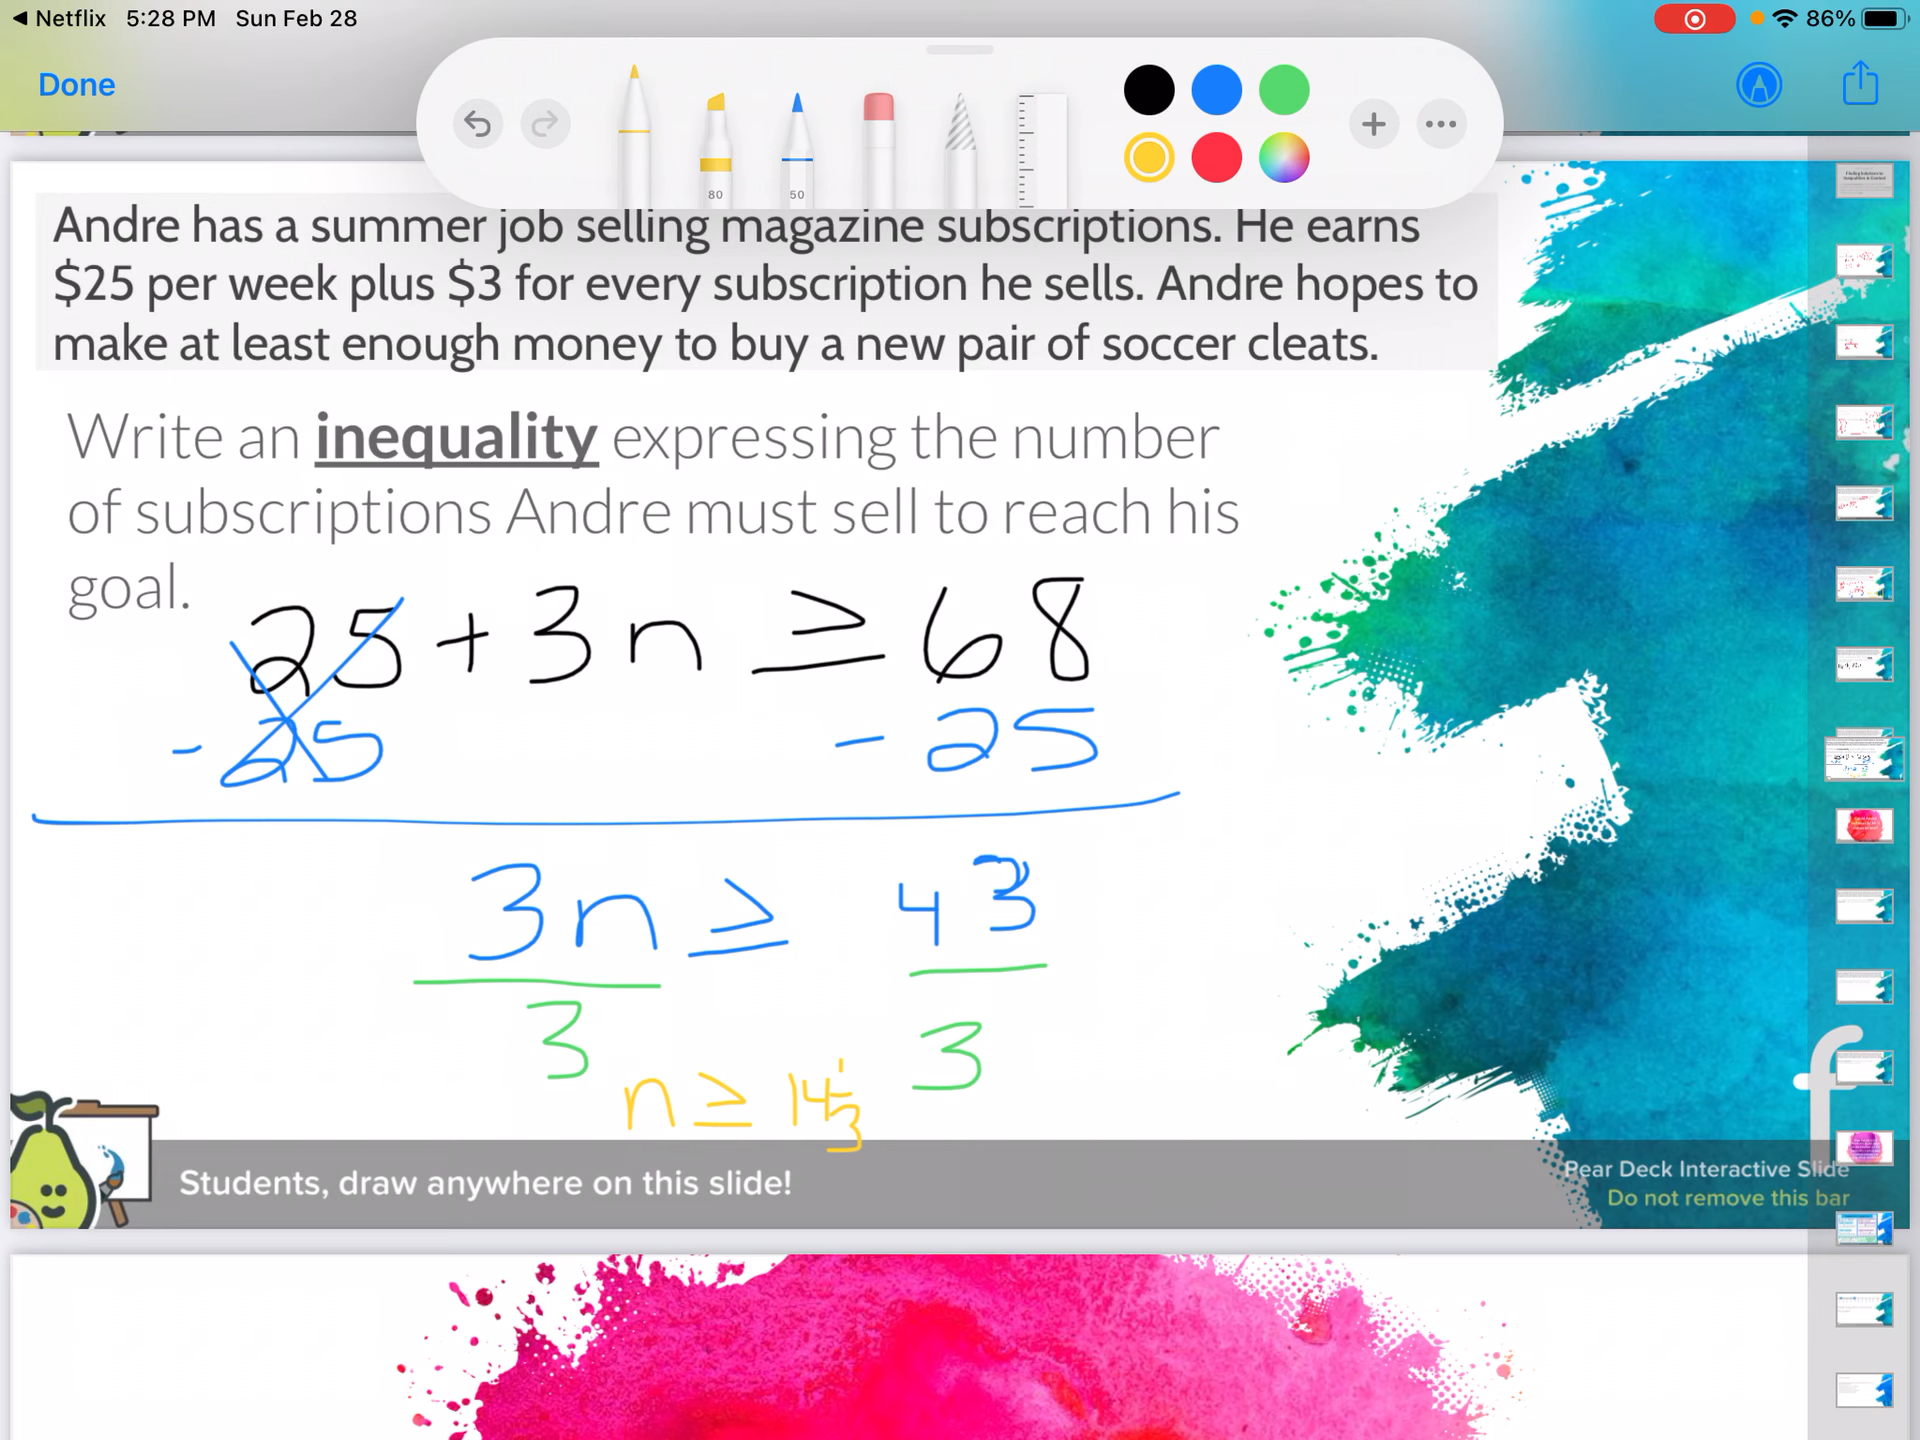 Netflix 5:28 PM Sun Feb 28 86%
Done
80 50
Andre has a summer job selling magazine subscriptions. He earns
$25 per week plus $3 for every subscription he sells. Andre hopes to
make at least enough money to buy a new pair of soccer cleats.
Write an inequality expressing the number
of subscriptions Andre must sell to reach his
goal.
25 + 3n ≥ 68
- 25 - 25
3n ≥ 43
3 3
n ≥ 14 1/3
f
Students, draw anywhere on this slide!
Pear Deck Interactive Slide
Do not remove this bar